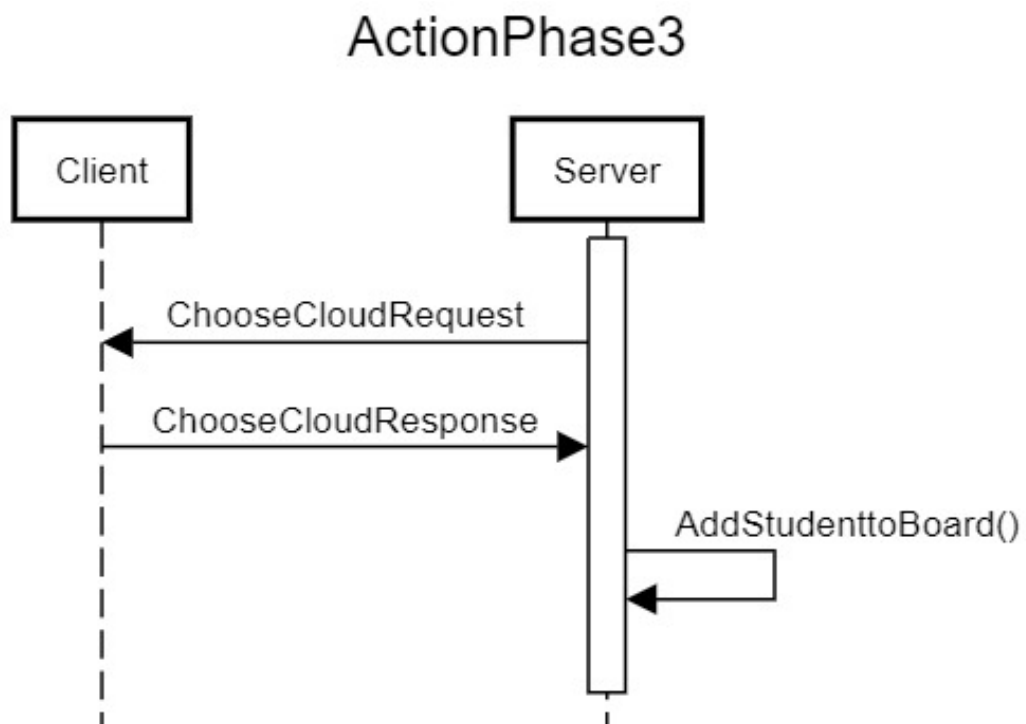 ActionPhase3
Client
Server
ChooseCloudRequest
ChooseCloudResponse
AddStudenttoBoard()